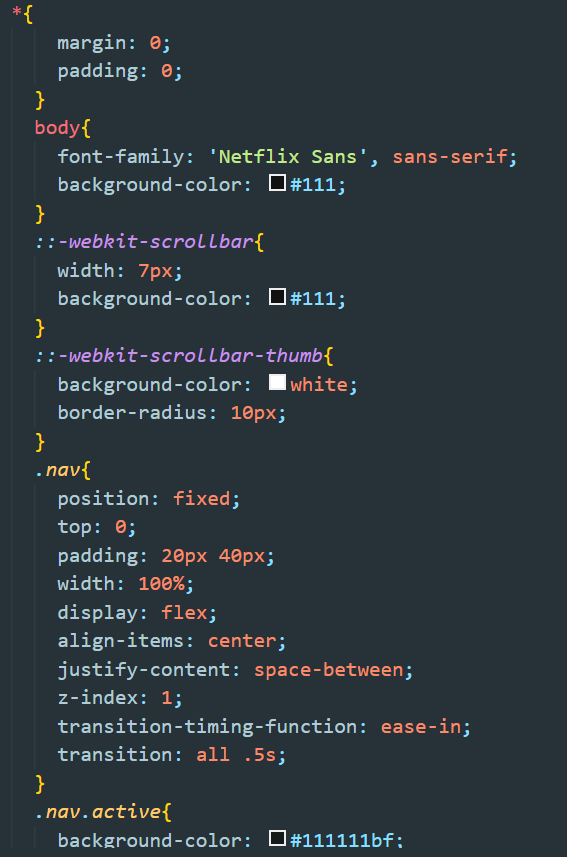 *{
margin: 0;
padding: 0;
}
body{
font-family: 'Netflix Sans', sans-serif;
background-color: #111;
}
::-webkit-scrollbar{
width: 7px;
background-color: #111;
}
::-webkit-scrollbar-thumb{
background-color: white;
border-radius: 10px;
}
.nav{
position: fixed;
top: 0;
padding: 20px 40px;
width: 100%;
display: flex;
align-items: center;
justify-content: space-between;
z-index: 1;
transition-timing-function: ease-in;
transition: all .5s;
}
.nav.active{
background-color: #111111bf;